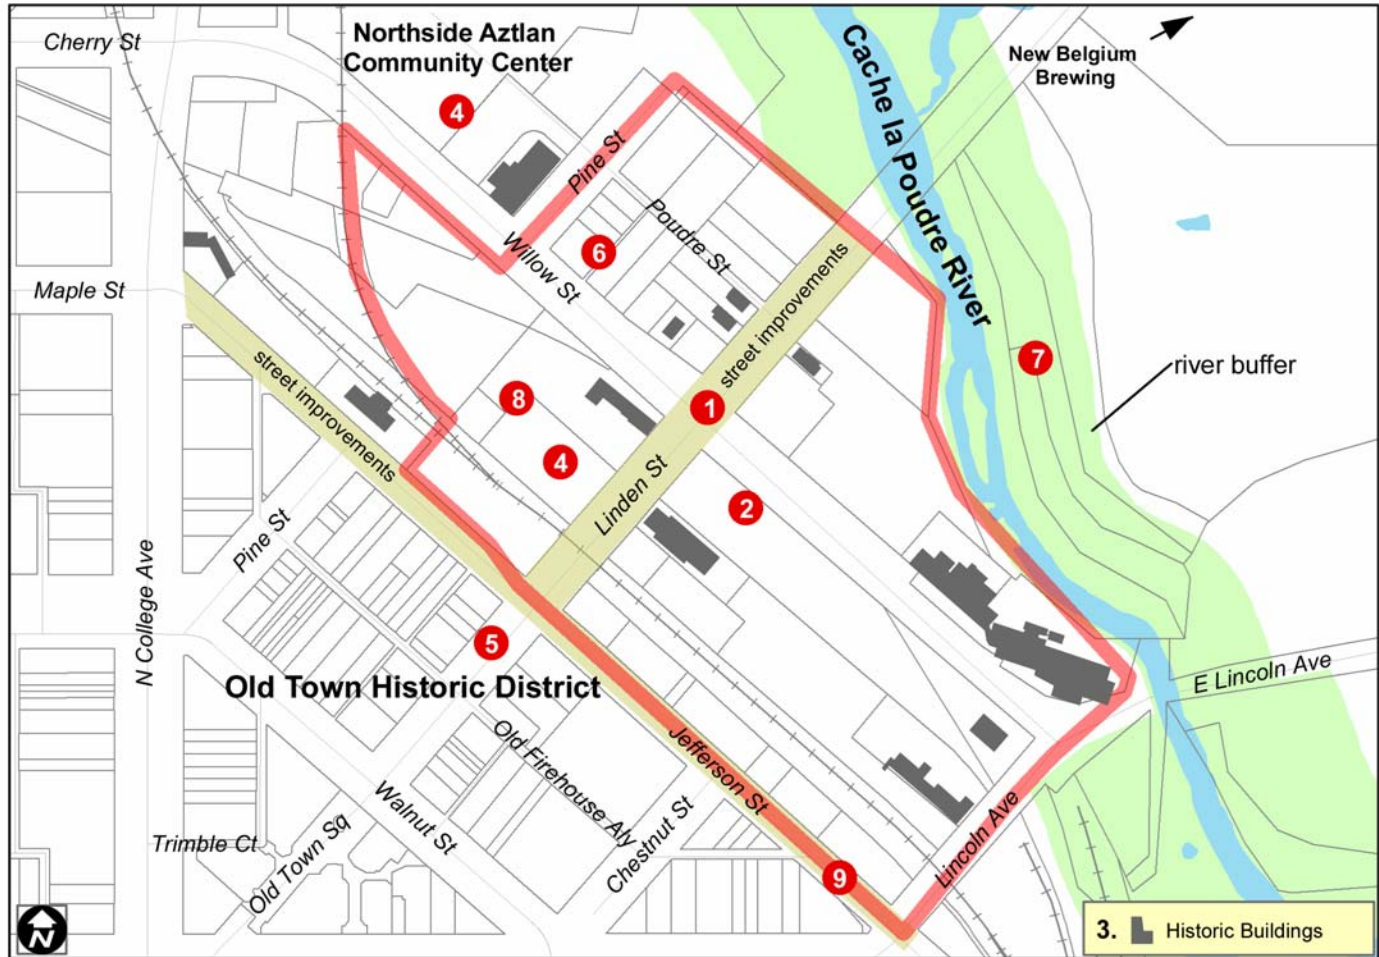 Cherry St
Northside Aztlan
Community Center
4
Cache la Poudre River
New Belgium
Brewing
Pine St
Poudre St
6
Willow St
Maple St
street improvements
street improvements
7
river buffer
8
1
4
Linden St
2
Pine St
N College Ave
5
Old Town Historic District
E Lincoln Ave
Jefferson St
Old Firehouse Aly
Walnut St
Chestnut St
Trimble Ct
Old Town Sq
9
Lincoln Ave
N
3. Historic Buildings